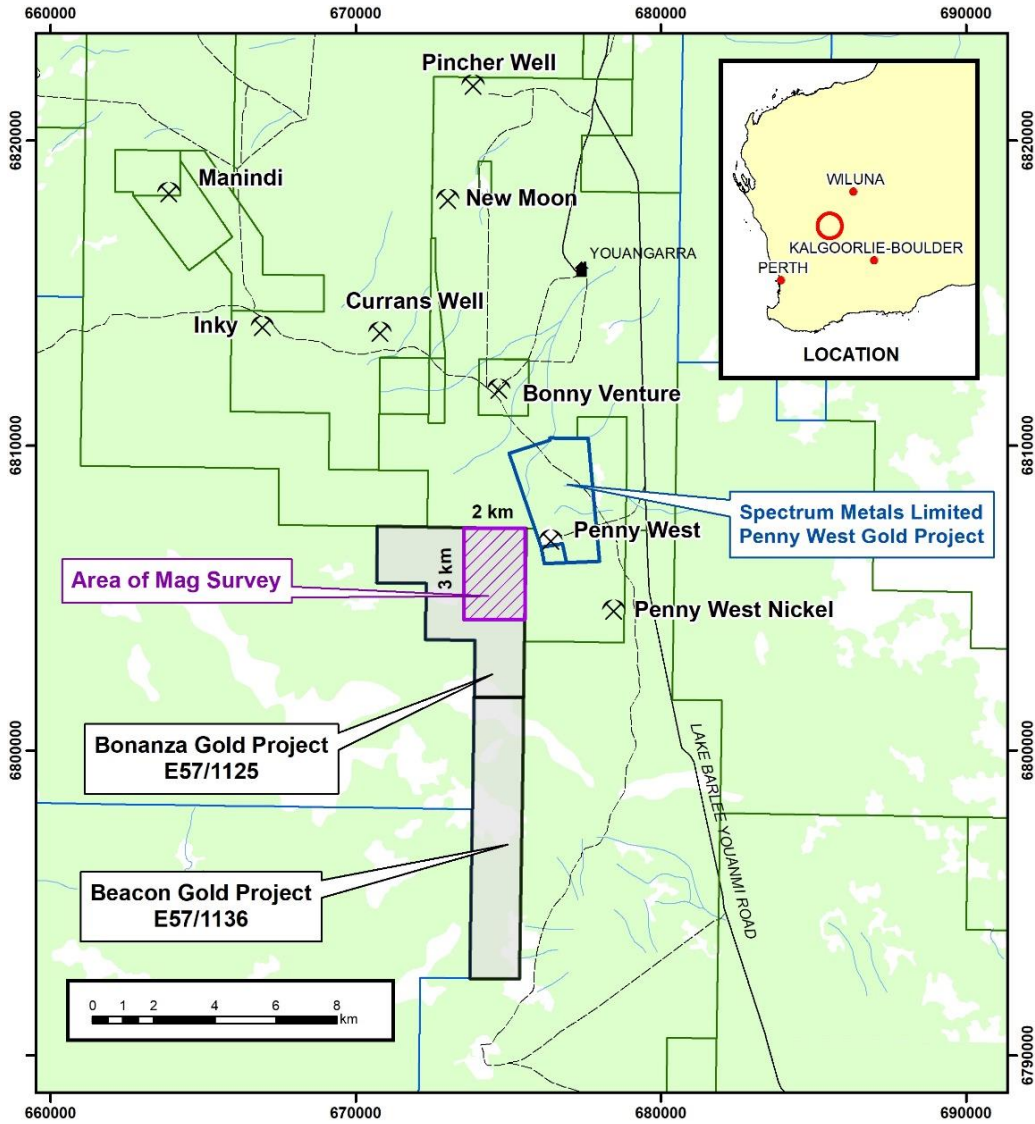 660000
670000
680000
690000
Pincher Well
6820000
6820000
Manindi
New Moon
WILUNA
YOUANGARRA
KALGOORLIE-BOULDER
PERTH
LOCATION
Currans Well
Inky
Bonny Venture
6810000
6810000
2 km
Spectrum Metals Limited
Penny West Gold Project
Penny West
3 km
Area of Mag Survey
Penny West Nickel
Bonanza Gold Project
E57/1125
6800000
6800000
LAKE BARLEE YOUANMI ROAD
Beacon Gold Project
E57/1136
0 1 2 4 6 8
km
6790000
6790000
660000
670000
680000
690000